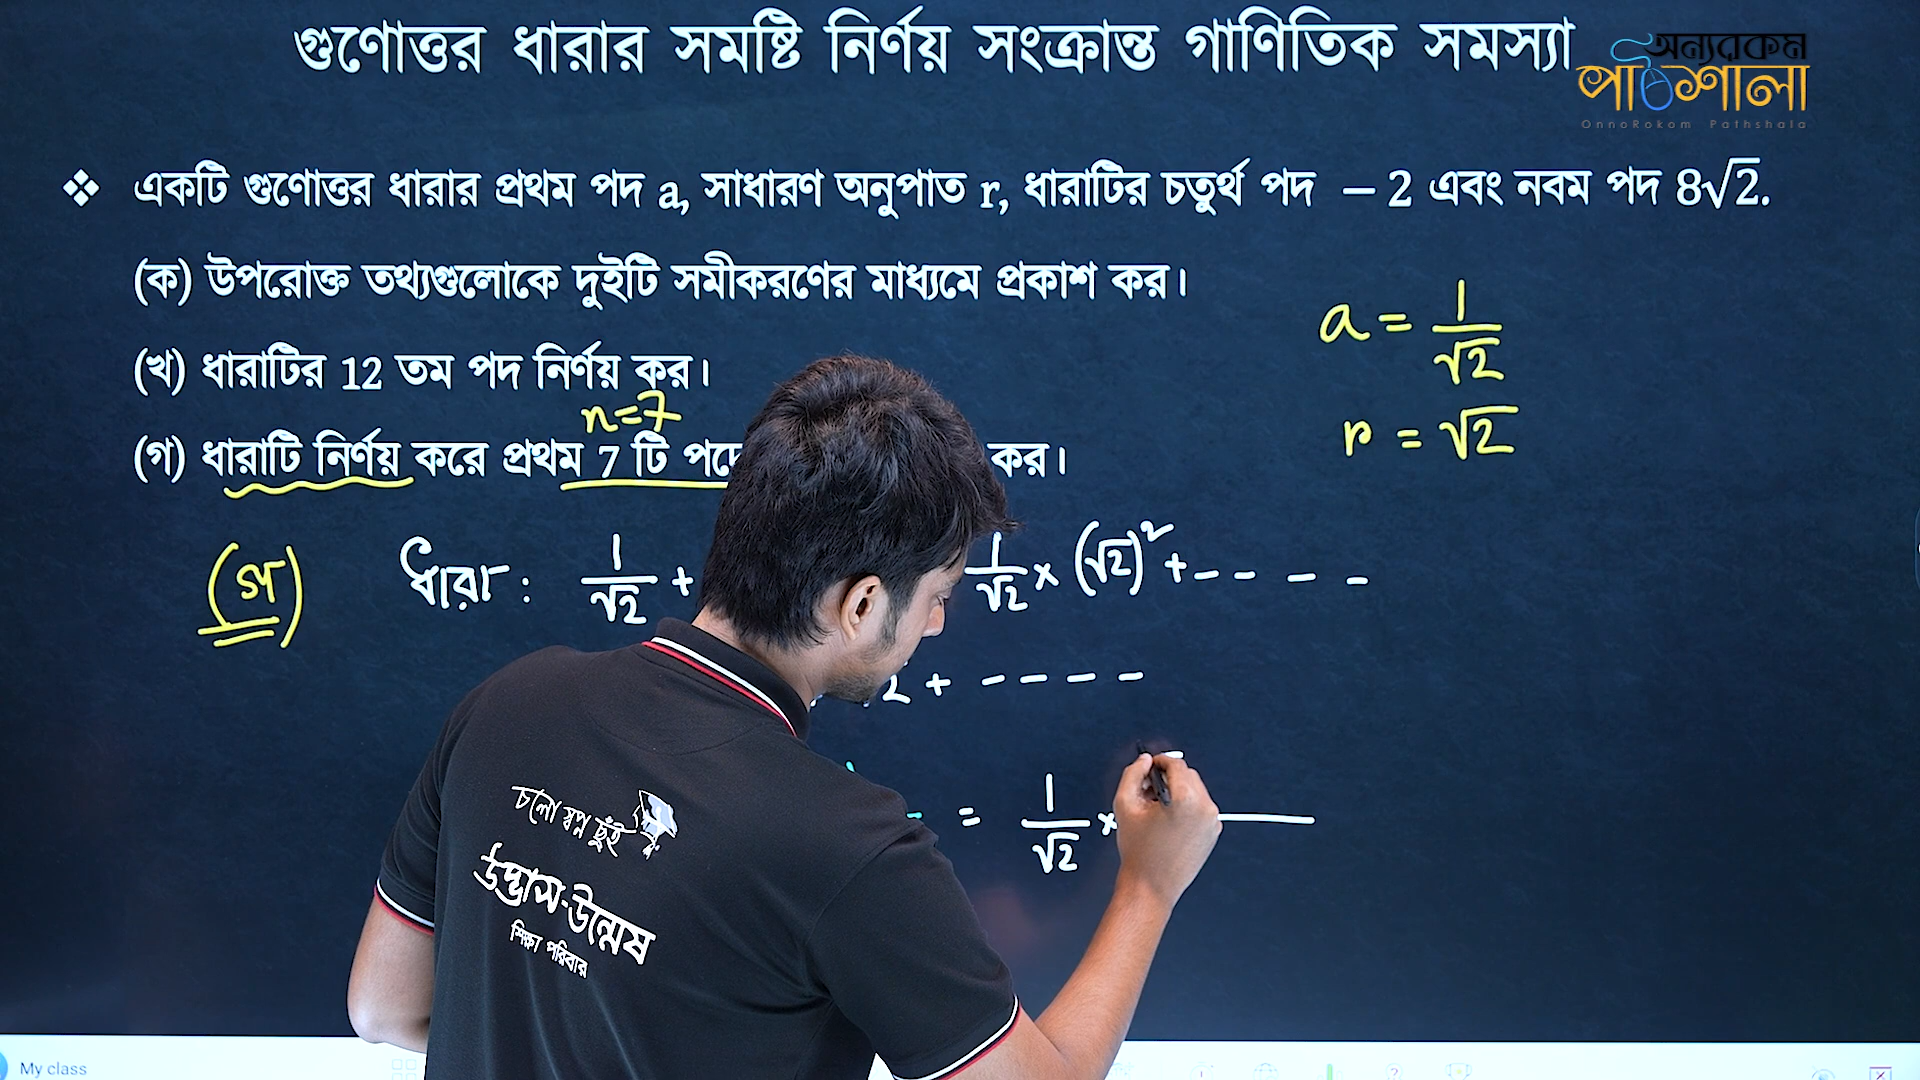 গুণোত্তর ধারার সমষ্টি নির্ণয় সংক্রান্ত গাণিতিক সমস্যা
অন্যরকম
পাঠশালা
OnnoRokom Pathshala
❖ একটি গুণোত্তর ধারার প্রথম পদ a, সাধারণ অনুপাত r, ধারাটির চতুর্থ পদ – 2 এবং নবম পদ 8√2.
(ক) উপরোক্ত তথ্যগুলোকে দুইটি সমীকরণের মাধ্যমে প্রকাশ কর।
a = 1/√2
(খ) ধারাটির 12 তম পদ নির্ণয় কর।
n=7
r = √2
(গ) ধারাটি নির্ণয় করে প্রথম 7 টি কর।
(গ) ধারা : 1/√2 + 1/√2 × (√2)² + - - - -
2 + - - - -
= 1/√2 ×
চলো স্বপ্ন ছুঁই
উদ্ভাস-উন্মেষ
শিক্ষা পরিবার
My class